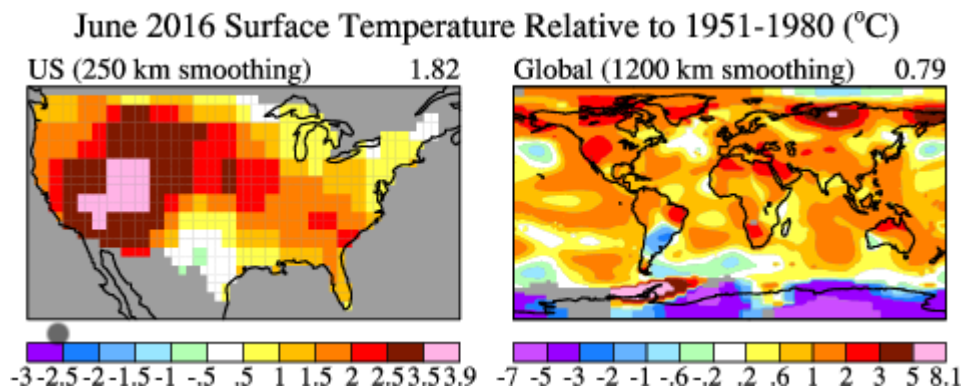 June 2016 Surface Temperature Relative to 1951-1980 (°C)
US (250 km smoothing) 1.82
Global (1200 km smoothing) 0.79
-3 -2.5 -2 -1.5 -1 -.5 .5 1 1.5 2 2.5 3.5 3.9
-7 -5 -3 -2 -1 -.6 -.2 .2 .6 1 2 3 5 8.1